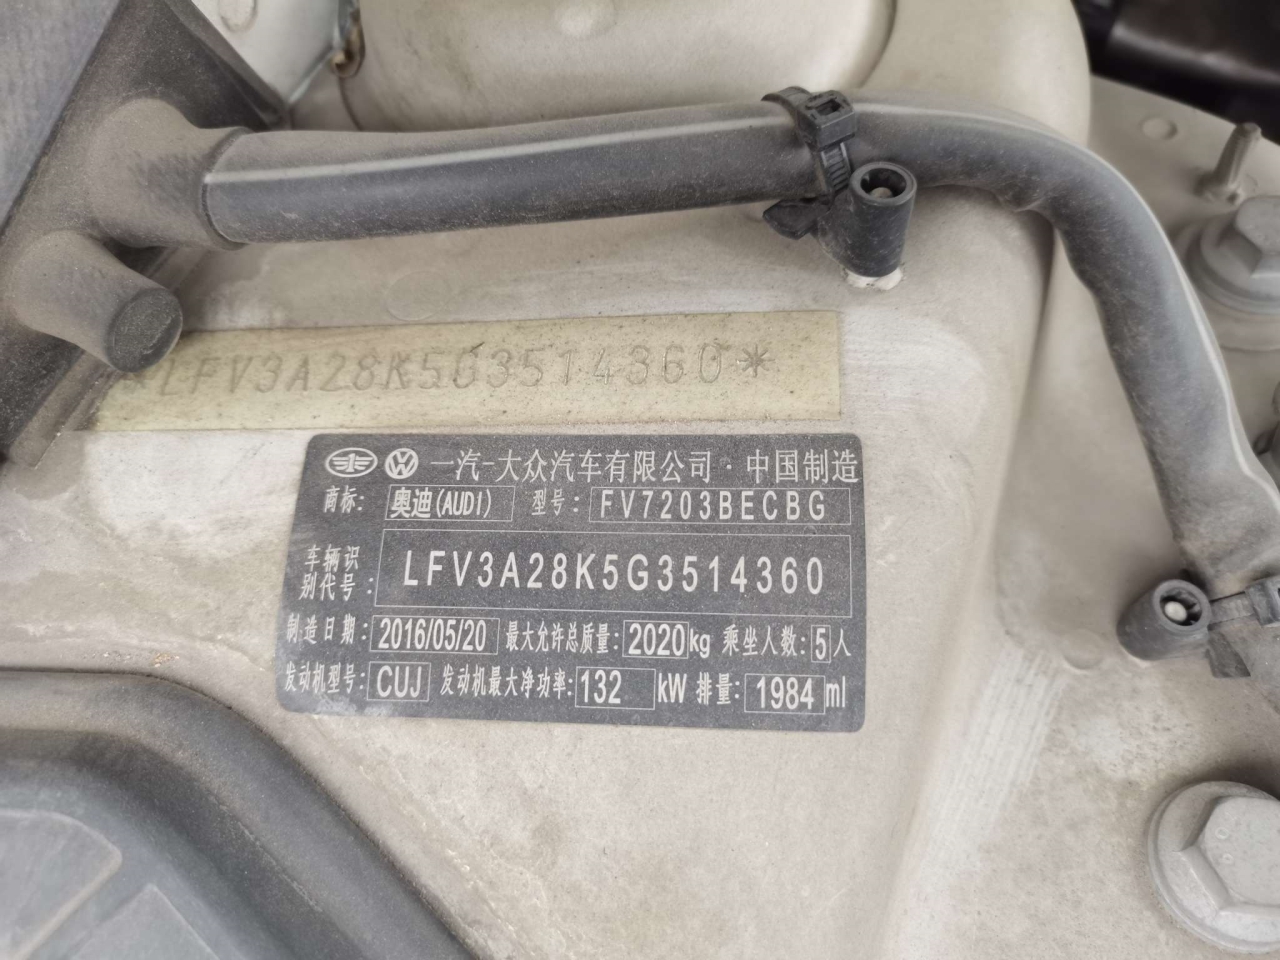 *LFV3A28K5G3514360*
一汽-大众汽车有限公司·中国制造
商标: 奥迪(AUDI) 型号: FV7203BECBG
车辆识别代号: LFV3A28K5G3514360
制造日期: 2016/05/20 最大允许总质量: 2020kg 乘坐人数: 5人
发动机型号: CUJ 发动机最大净功率: 132 kW 排量: 1984 ml